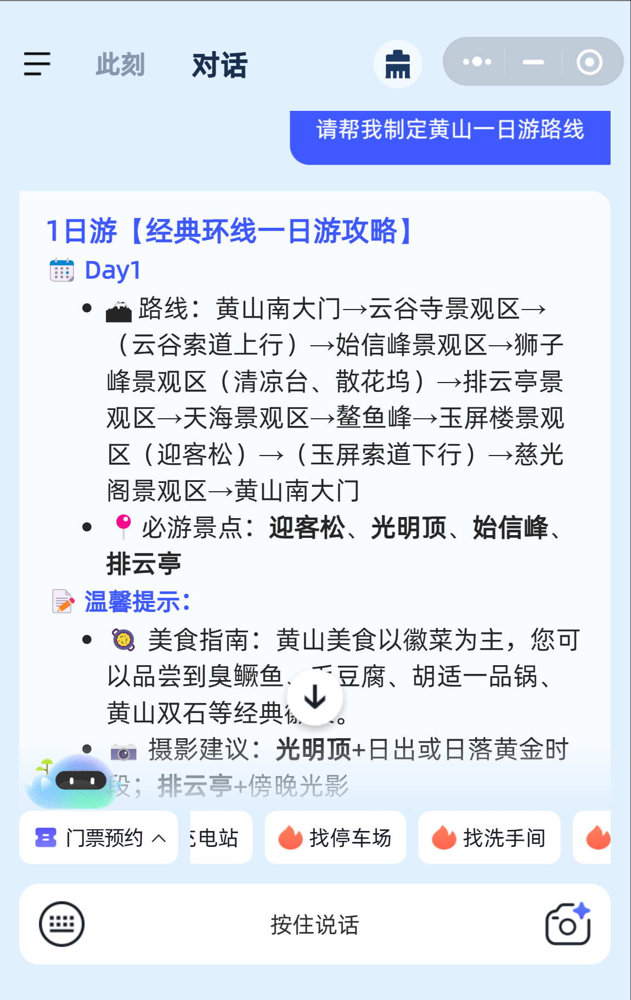 此刻
对话
请帮我制定黄山一日游路线
1日游【经典环线一日游攻略】
Day1
路线：黄山南大门→云谷寺景观区→
（云谷索道上行）→始信峰景观区→狮子
峰景观区（清凉台、散花坞）→排云亭景
观区→天海景观区→鳌鱼峰→玉屏楼景观
区（迎客松）→（玉屏索道下行）→慈光
阁景观区→黄山南大门
必游景点：迎客松、光明顶、始信峰、
排云亭
温馨提示：
美食指南：黄山美食以徽菜为主，您可
以品尝到臭鳜鱼、毛豆腐、胡适一品锅、
黄山双石等经典。
摄影建议：光明顶+日出或日落黄金时
段；排云亭+傍晚光影
门票预约
电站
找停车场
找洗手间
按住说话